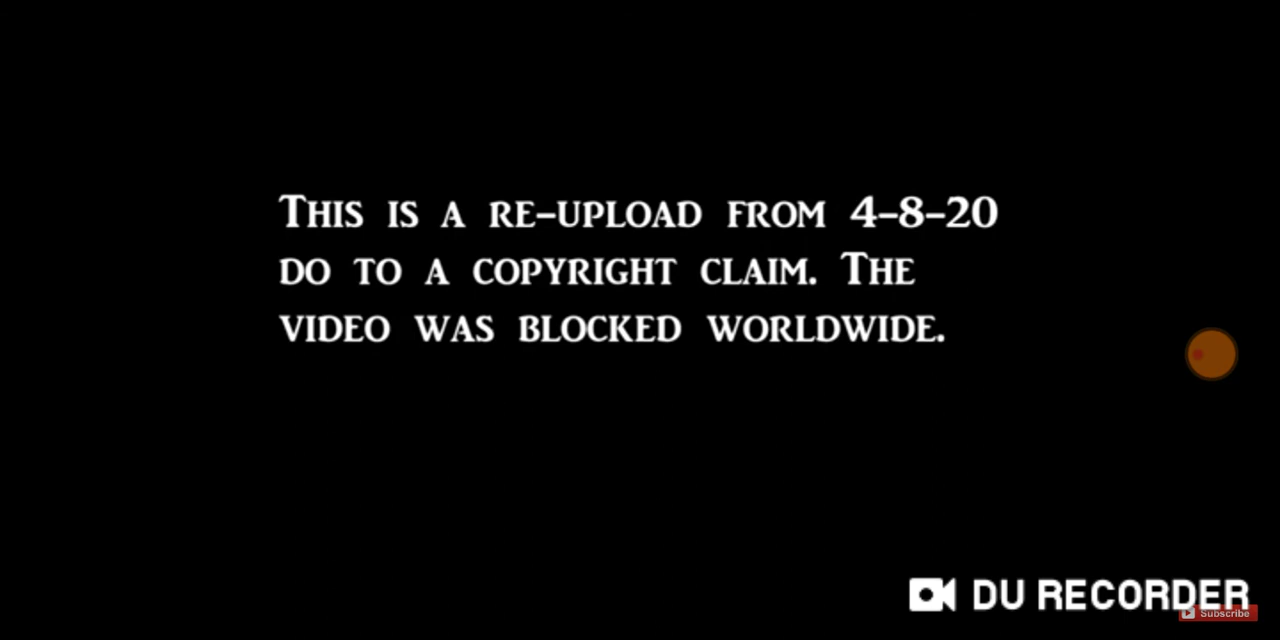 This is a re-upload from 4-8-20
do to a copyright claim. The
video was blocked worldwide.
DU RECORDER
Subscribe